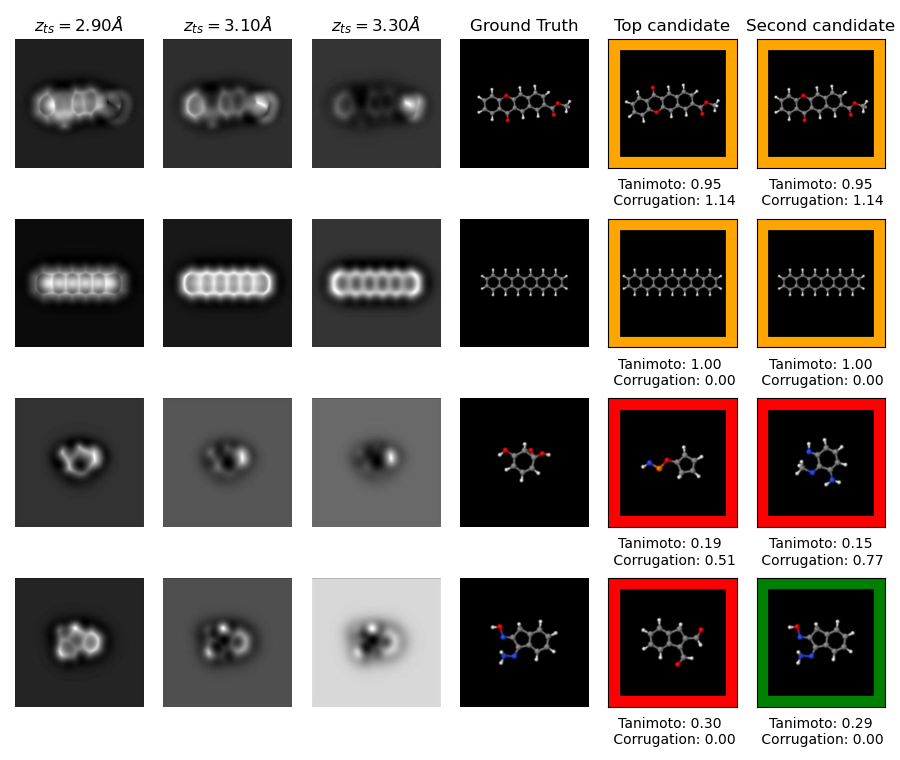 z_ts = 2.90Å z_ts = 3.10Å z_ts = 3.30Å Ground Truth Top candidate Second candidate
Tanimoto: 0.95 Tanimoto: 0.95
Corrugation: 1.14 Corrugation: 1.14
Tanimoto: 1.00 Tanimoto: 1.00
Corrugation: 0.00 Corrugation: 0.00
Tanimoto: 0.19 Tanimoto: 0.15
Corrugation: 0.51 Corrugation: 0.77
Tanimoto: 0.30 Tanimoto: 0.29
Corrugation: 0.00 Corrugation: 0.00